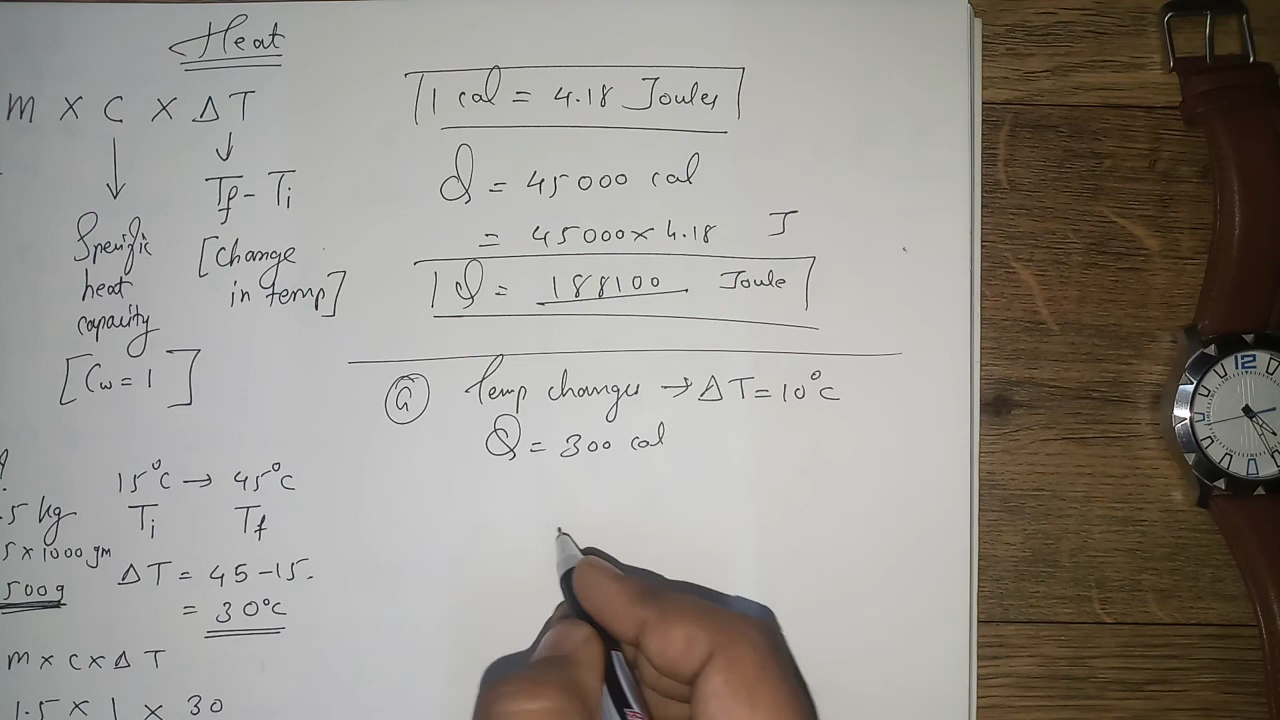 Heat
m x C x ΔT
Tf - Ti
Specific
heat
capacity
[Change
in temp]
[Cw = 1]
15°C → 45°C
Ti Tf
.5 kg
5 x 1000 gm
500g
ΔT = 45 - 15.
= 30°C
m x c x ΔT
1.5 x 1 x 30
1 cal = 4.18 Joules
Q = 45000 cal
= 45000 x 4.18 J
Q = 188100 Joule
Q Temp changes → ΔT = 10°C
Q = 300 cal
12